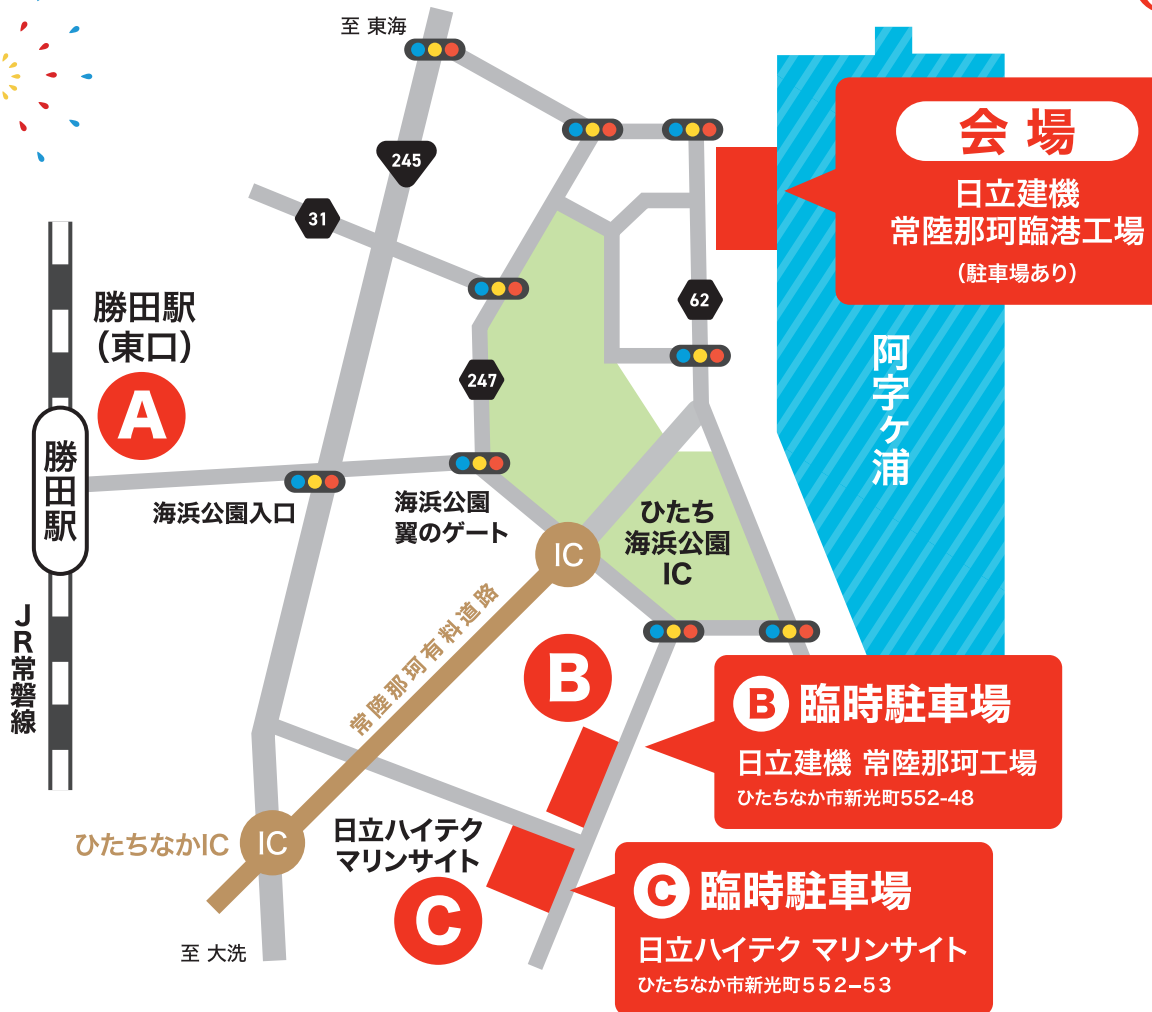 至 東海
会 場
日立建機
常陸那珂臨港工場
（駐車場あり）
245
31
62
247
勝田駅
（東口）
A
勝田駅
海浜公園入口
海浜公園
翼のゲート
阿字ヶ浦
ひたち
海浜公園
IC
IC
常陸那珂有料道路
JR常磐線
B
B 臨時駐車場
日立建機 常陸那珂工場
ひたちなか市新光町552-48
ひたちなかIC
IC
日立ハイテク
マリンサイト
C
C 臨時駐車場
日立ハイテク マリンサイト
ひたちなか市新光町552−53
至 大洗